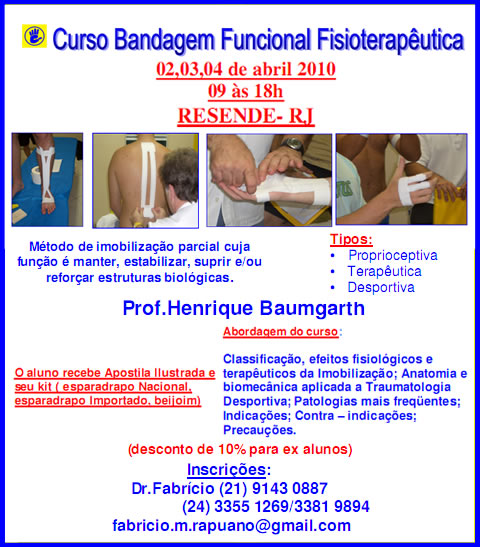 Curso Bandagem Funcional Fisioterapêutica
02,03,04 de abril 2010
09 às 18h
RESENDE- RJ
Método de imobilização parcial cuja
função é manter, estabilizar, suprir e/ou
reforçar estruturas biológicas.
Tipos:
• Proprioceptiva
• Terapêutica
• Desportiva
Prof.Henrique Baumgarth
Abordagem do curso:
O aluno recebe Apostila Ilustrada e
seu kit ( esparadrapo Nacional,
esparadrapo Importado, beijoim)
Classificação, efeitos fisiológicos e
terapêuticos da Imobilização; Anatomia e
biomecânica aplicada a Traumatologia
Desportiva; Patologias mais freqüentes;
Indicações; Contra – indicações;
Precauções.
(desconto de 10% para ex alunos)
Inscrições:
Dr.Fabrício (21) 9143 0887
(24) 3355 1269/3381 9894
fabricio.m.rapuano@gmail.com